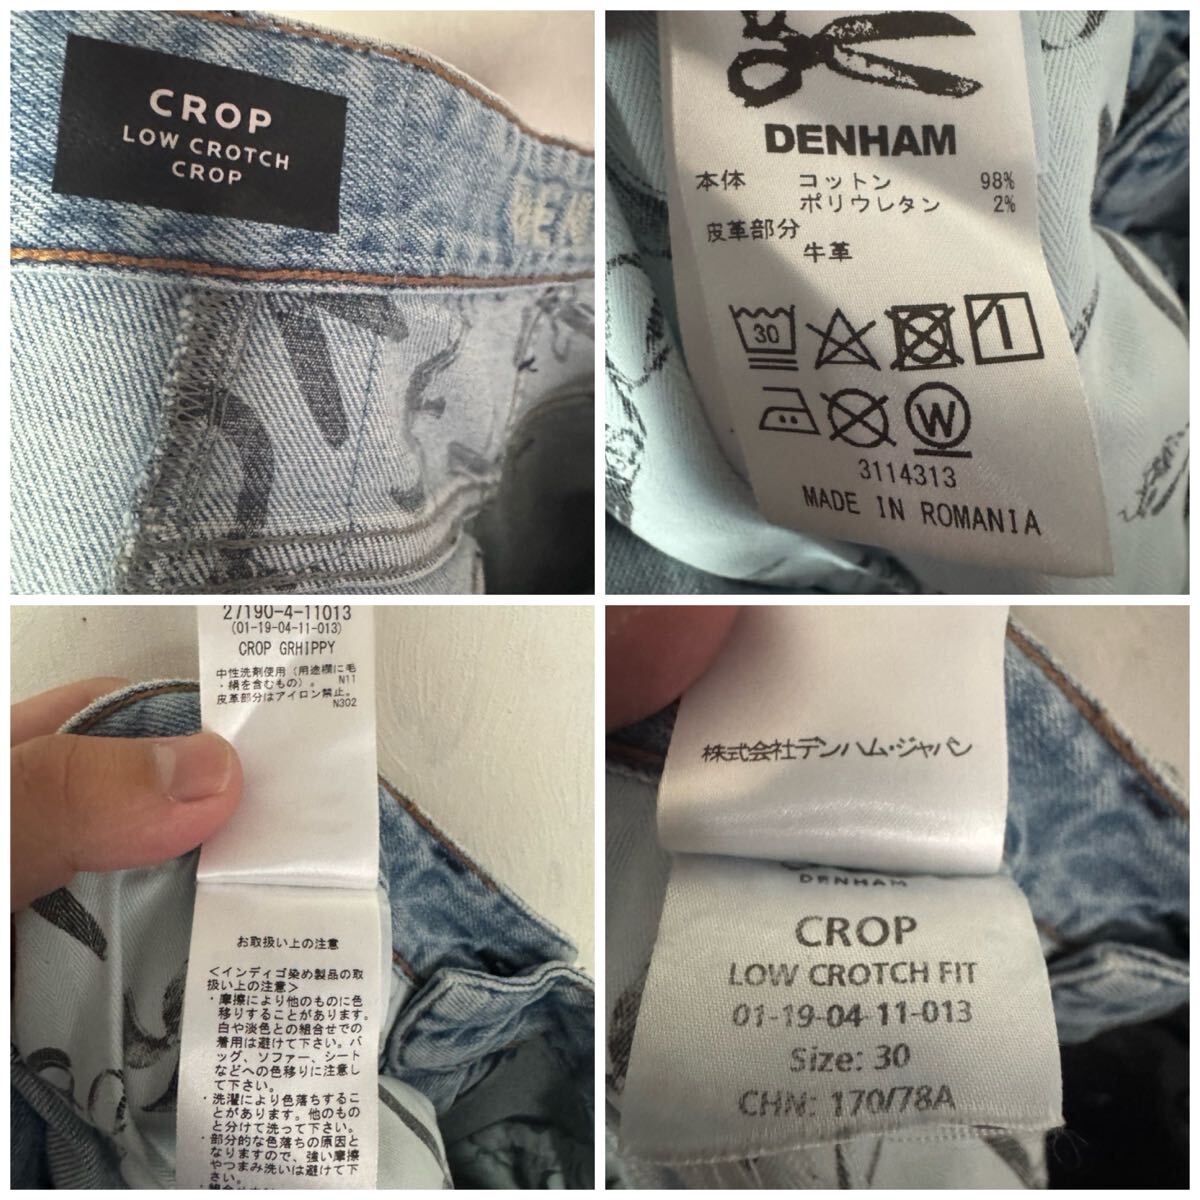 CROP
LOW CROTCH
CROP
DENHAM
本体 コットン 98%
ポリウレタン 2%
皮革部分
牛革
30
W
3114313
MADE IN ROMANIA
27190-4-11013
(01-19-04-11-013)
CROP GRHIPPY
中性洗剤使用(用途欄に毛
・絹を含むもの)。 N11
皮革部分はアイロン禁止。
N302
お取扱い上の注意
<インディゴ染め製品の取
扱い上の注意>
・摩擦により他のものに色
移りすることがあります。
白や淡色との組合せでの
着用は避けて下さい。バ
ッグ、ソファー、シート
などへの色移りに注意し
て下さい。
・洗濯により色落ちするこ
とがあります。他のもの
と分けて洗って下さい。
・部分的な色落ちの原因と
なりますので、強い摩擦
やつまみ洗いは避けて下
株式会社デンハム・ジャパン
DENHAM
CROP
LOW CROTCH FIT
01-19-04-11-013
Size: 30
CHN: 170/78A